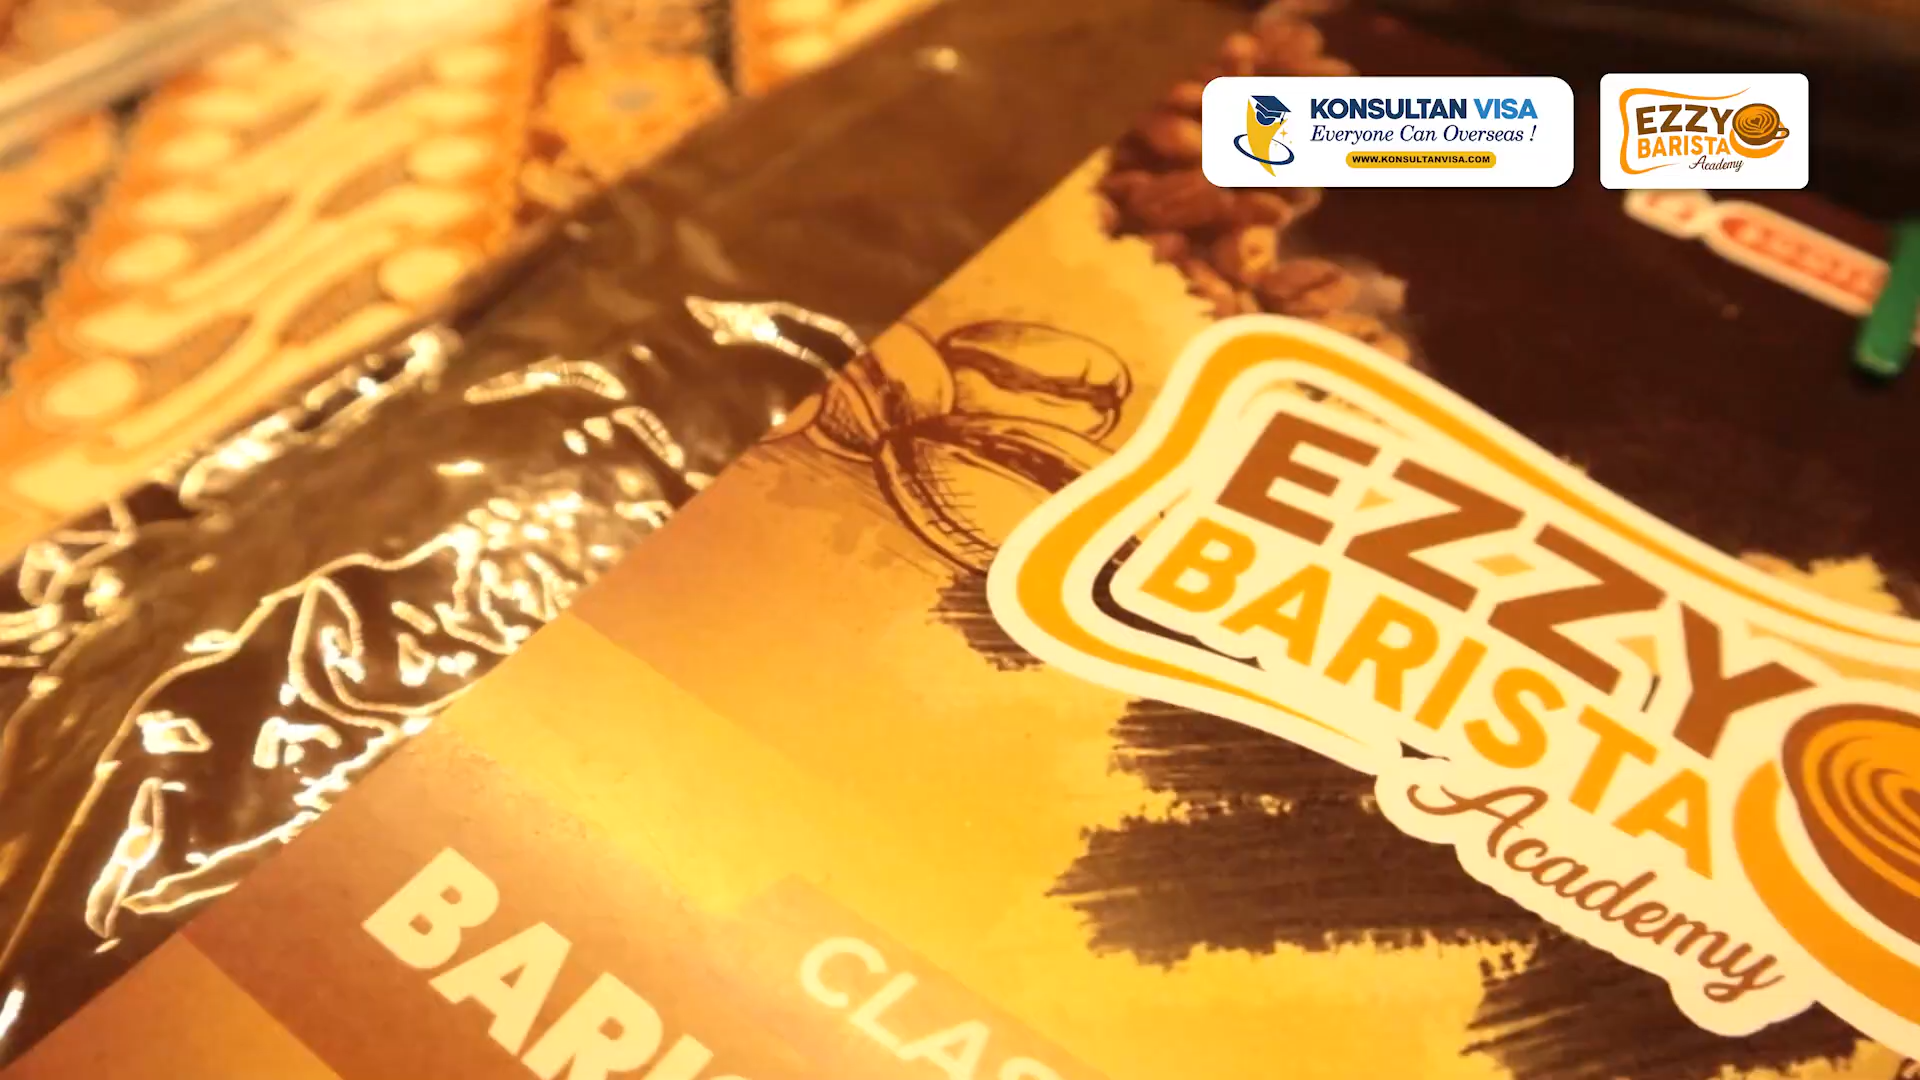 KONSULTAN VISA
Everyone Can Overseas !
WWW.KONSULTANVISA.COM
EZZY
BARISTA
Academy
EZZY
BARISTA
Academy
CLAS
BARI